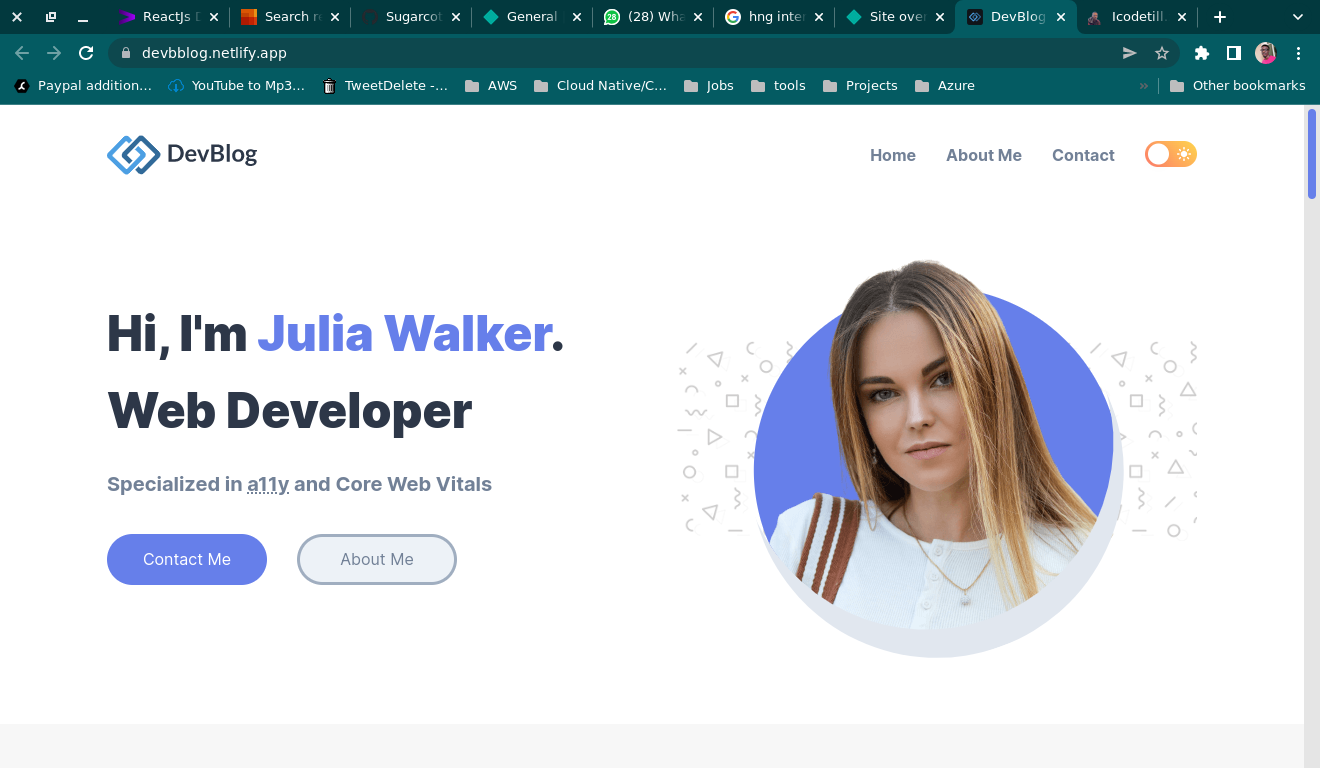 ReactJs D
Search re
Sugarcot
General
(28) Wha
hng inter
Site over
DevBlog
Icodetill.
devbblog.netlify.app
Paypal addition...
YouTube to Mp3...
TweetDelete -...
AWS
Cloud Native/C...
Jobs
tools
Projects
Azure
»
Other bookmarks
DevBlog
Home
About Me
Contact
Hi, I'm Julia Walker.
Web Developer
Specialized in a11y and Core Web Vitals
Contact Me
About Me